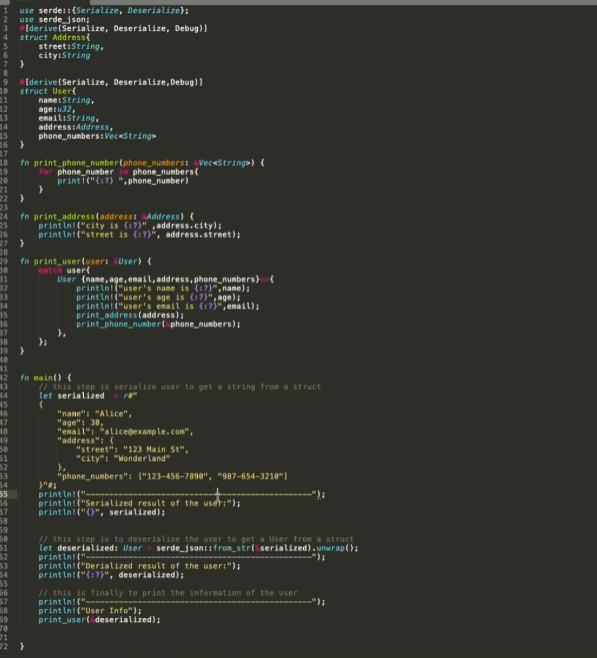 1 use serde::{Serialize, Deserialize};
2 use serde_json;
3 #[derive(Serialize, Deserialize, Debug)]
4 struct Address{
5 street:String,
6 city:String
7 }
8
9 #[derive(Serialize, Deserialize,Debug)]
10 struct User{
11 name:String,
12 age:u32,
13 email:String,
14 address:Address,
15 phone_numbers:Vec<String>
16 }
17
18 fn print_phone_number(phone_numbers: &Vec<String>) {
19 for phone_number in phone_numbers{
20 print!("{:?} ",phone_number)
21 }
22 }
23
24 fn print_address(address: &Address) {
25 println!("city is {:?}" ,address.city);
26 println!("street is {:?}", address.street);
27 }
28
29 fn print_user(user: &User) {
30 match user{
31 User {name,age,email,address,phone_numbers}=>{
32 println!("user's name is {:?}",name);
33 println!("user's age is {:?}",age);
34 println!("user's email is {:?}",email);
35 print_address(address);
36 print_phone_number(&phone_numbers);
37 },
38 };
39 }
40
41
42 fn main() {
43 // this step is serialize user to get a string from a struct
44 let serialized = r#"
45 {
46 "name": "Alice",
47 "age": 30,
48 "email": "alice@example.com",
49 "address": {
50 "street": "123 Main St",
51 "city": "Wonderland"
52 },
53 "phone_numbers": ["123-456-7890", "987-654-3210"]
54 }"#;
55 println!("------------------------------------------------");
56 println!("Serialized result of the user:");
57 println!("{}", serialized);
58
59
60 // this step is to deserialize the user to get a User from a struct
61 let deserialized: User = serde_json::from_str(&serialized).unwrap();
62 println!("------------------------------------------------");
63 println!("Derialized result of the user:");
64 println!("{:?}", deserialized);
65
66 // this is finally to print the information of the user
67 println!("------------------------------------------------");
68 println!("User Info");
69 print_user(&deserialized);
70
71
72 }